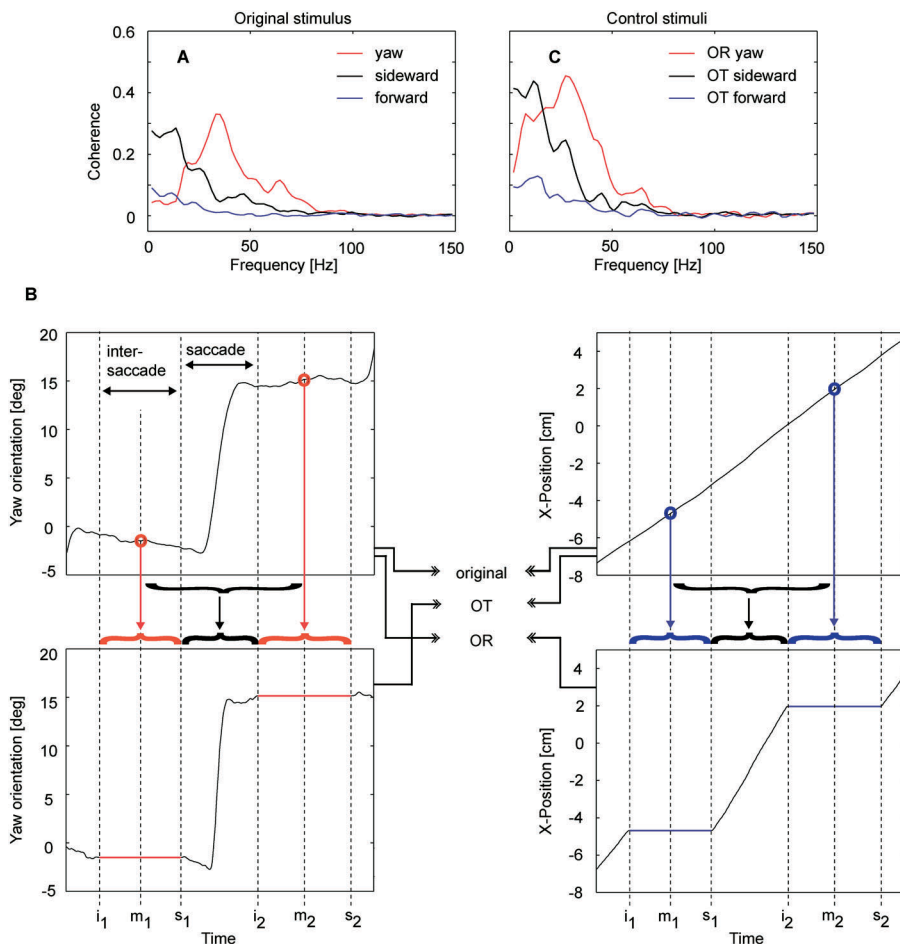 Original stimulus
Control stimuli
0.6
0.4
0.2
0
Coherence
A
yaw
sideward
forward
C
OR yaw
OT sideward
OT forward
0 50 100 150
0 50 100 150
Frequency [Hz]
Frequency [Hz]
B
20
15
10
5
0
-5
Yaw orientation [deg]
inter-
saccade
saccade
4
2
0
-2
-4
-6
-8
X-Position [cm]
original
OT
OR
20
15
10
5
0
-5
Yaw orientation [deg]
i1 m1 s1 i2 m2 s2
Time
4
2
0
-2
-4
-6
-8
X-Position [cm]
i1 m1 s1 i2 m2 s2
Time